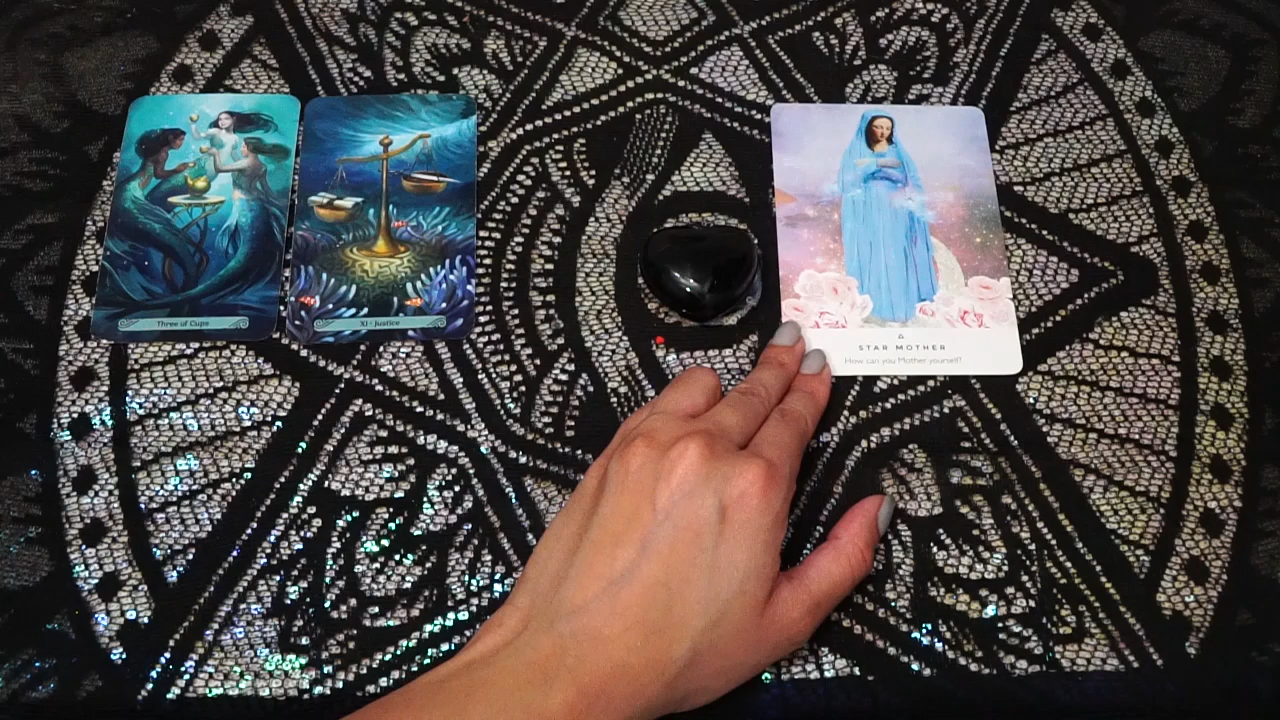 Three of Cups
XI · Justice
STAR MOTHER
How can you Mother yourself?